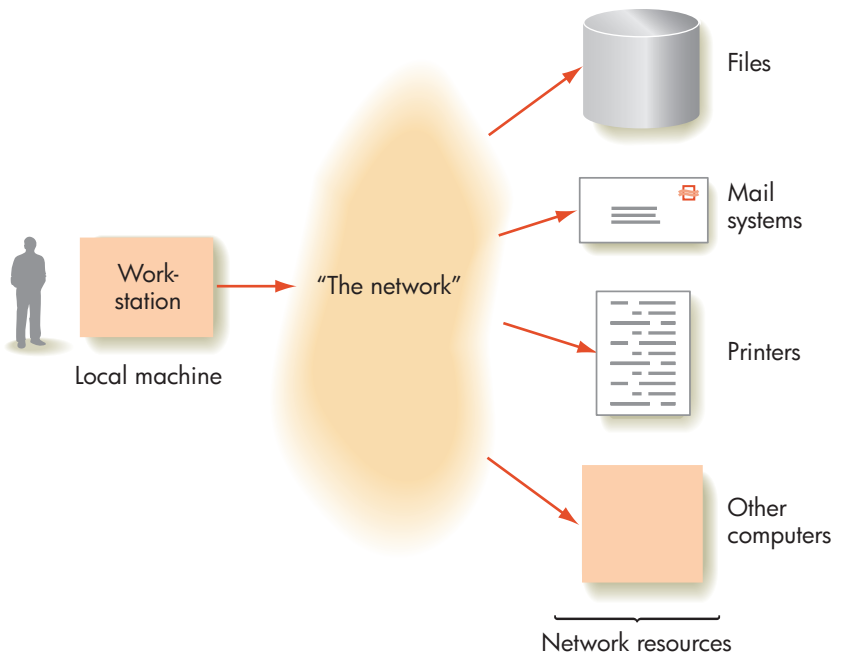 Work-
station
Local machine
“The network”
Files
Mail
systems
Printers
Other
computers
Network resources